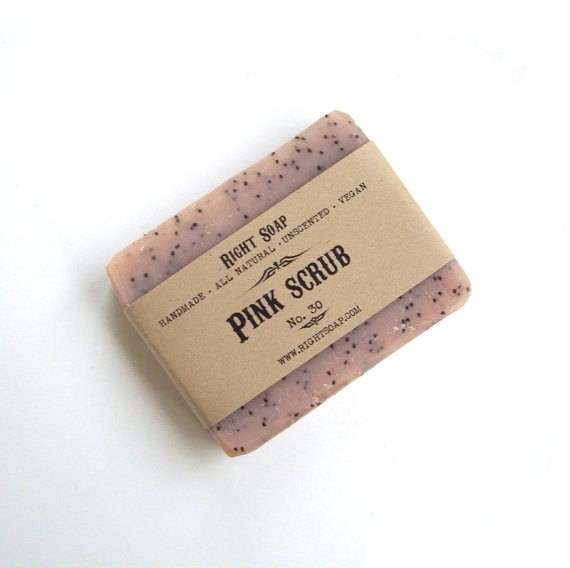 Right Soap
HANDMADE · ALL NATURAL · UNSCENTED · VEGAN
Pink scrub
No. 30
WWW.RIGHTSOAP.COM